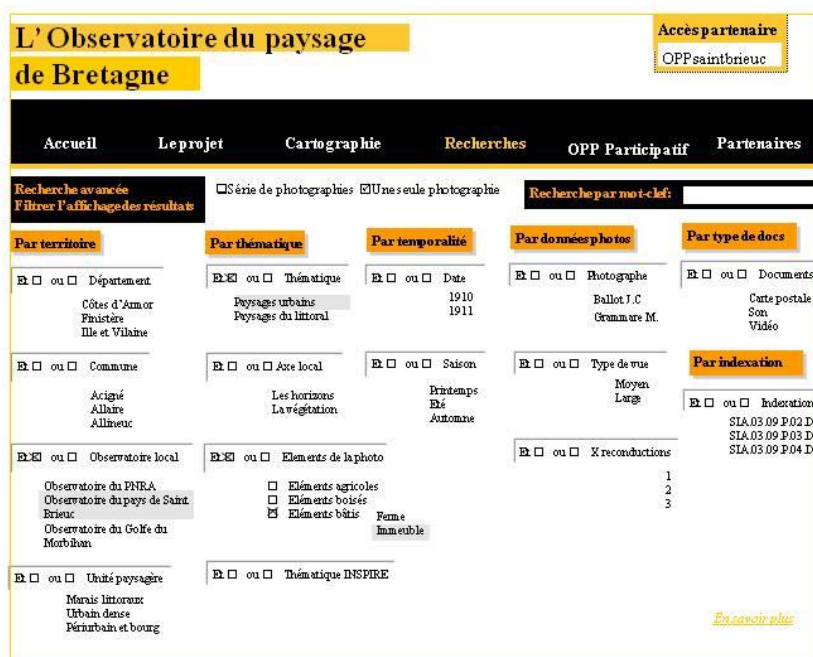 L' Observatoire du paysage
de Bretagne
Accès partenaire
OPPsaintbrieuc
Accueil Le projet Cartographie Recherches OPP Participatif Partenaires
Recherche avancée
Filtrer l'affichage des résultats
Série de photographies Une seule photographie
Recherche par mot-clef:
Par territoire
Et ou Département
Côtes d'Armor
Finistère
Ille et Vilaine
Et ou Commune
Acigné
Allaire
Allineuc
Et ou Observatoire local
Observatoire du PNRA
Observatoire du pays de Saint
Brieuc
Observatoire du Golfe du
Morbihan
Et ou Unité paysagère
Marais littoraux
Urbain dense
Périurbain et bourg
Par thématique
Et ou Thématique
Paysages urbains
Paysages du littoral
Et ou Axe local
Les horizons
La végétation
Et ou Elements de la photo
Eléments agricoles
Eléments boisés
Eléments bâtis
Ferme
Immeuble
Et ou Thématique INSPIRE
Par temporalité
Et ou Date
1910
1911
Et ou Saison
Printemps
Eté
Automne
Par données photos
Et ou Photographe
Ballot J.C
Grammare M.
Et ou Type de vue
Moyen
Large
Et ou X reconductions
1
2
3
Par type de docs
Et ou Documents
Carte postale
Son
Vidéo
Par indexation
Et ou Indexation
SIA.03.09.P.02.D
SIA.03.09.P.03.D
SIA.03.09.P.04.D
En savoir plus